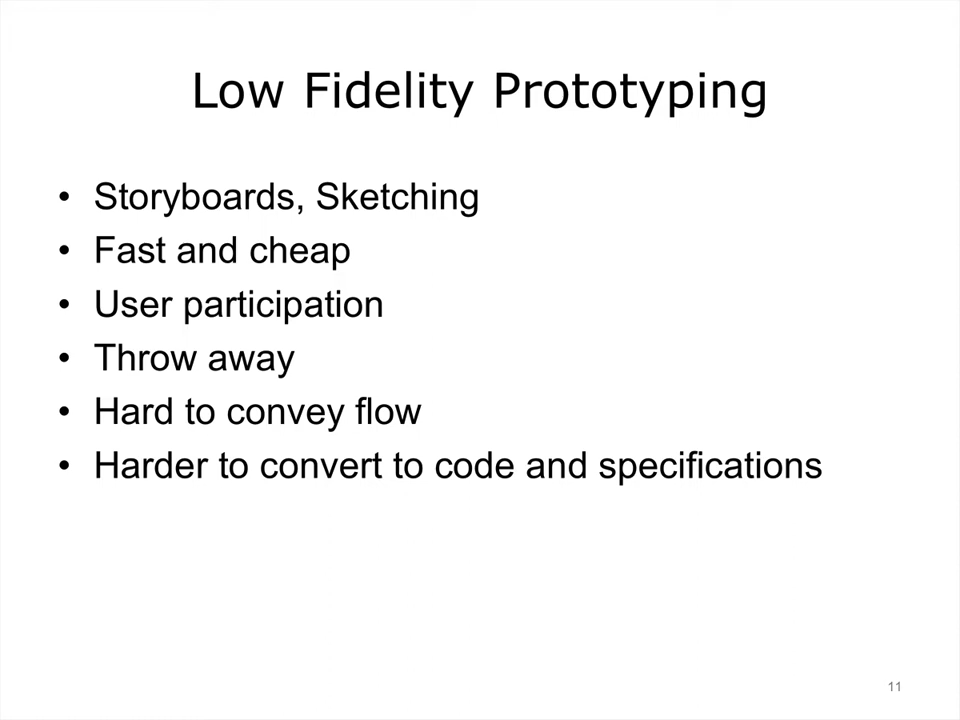 Low Fidelity Prototyping
• Storyboards, Sketching
• Fast and cheap
• User participation
• Throw away
• Hard to convey flow
• Harder to convert to code and specifications
11